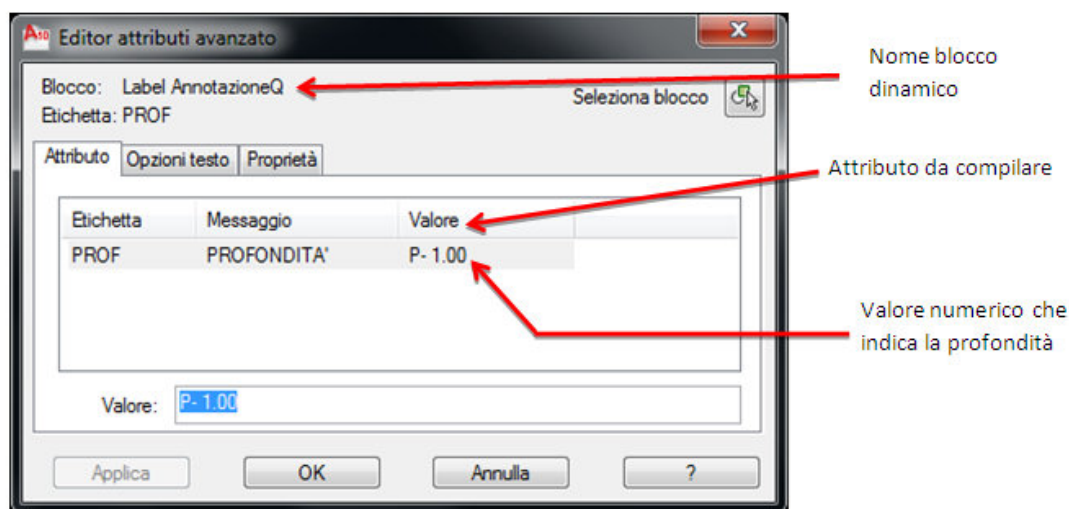 Editor attributi avanzato
Blocco: Label AnnotazioneQ
Seleziona blocco
Etichetta: PROF
Attributo Opzioni testo Proprietà
Etichetta Messaggio Valore
PROF PROFONDITA' P- 1.00
Valore: P- 1.00
Applica OK Annulla ?
Nome blocco
dinamico
Attributo da compilare
Valore numerico che
indica la profondità